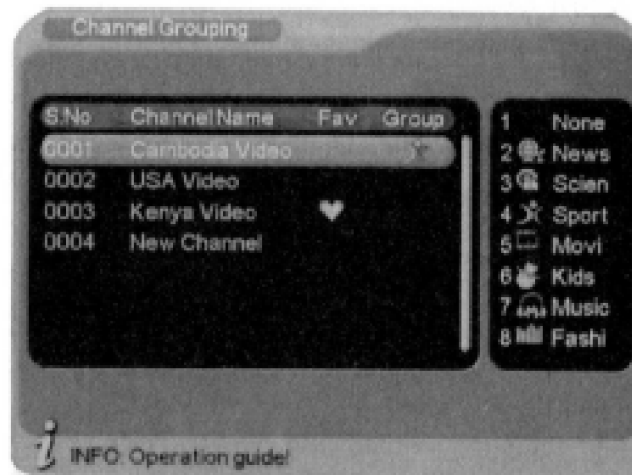 Channel Grouping
S.No Channel Name Fav Group
0001 Cambodia Video
0002 USA Video
0003 Kenya Video
0004 New Channel
1 None
2 News
3 Scien
4 Sport
5 Movi
6 Kids
7 Music
8 Fashi
INFO: Operation guide!